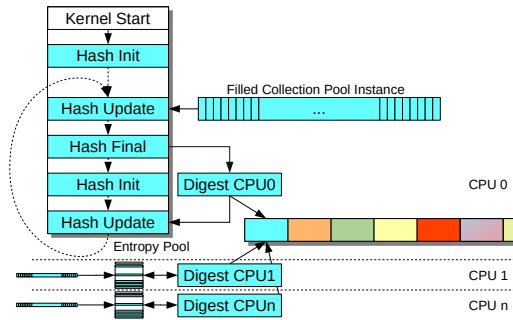 Kernel Start
Hash Init
Filled Collection Pool Instance
Hash Update
...
Hash Final
Hash Init
Digest CPU0
CPU 0
Hash Update
Entropy Pool
Digest CPU1
CPU 1
Digest CPUn
CPU n